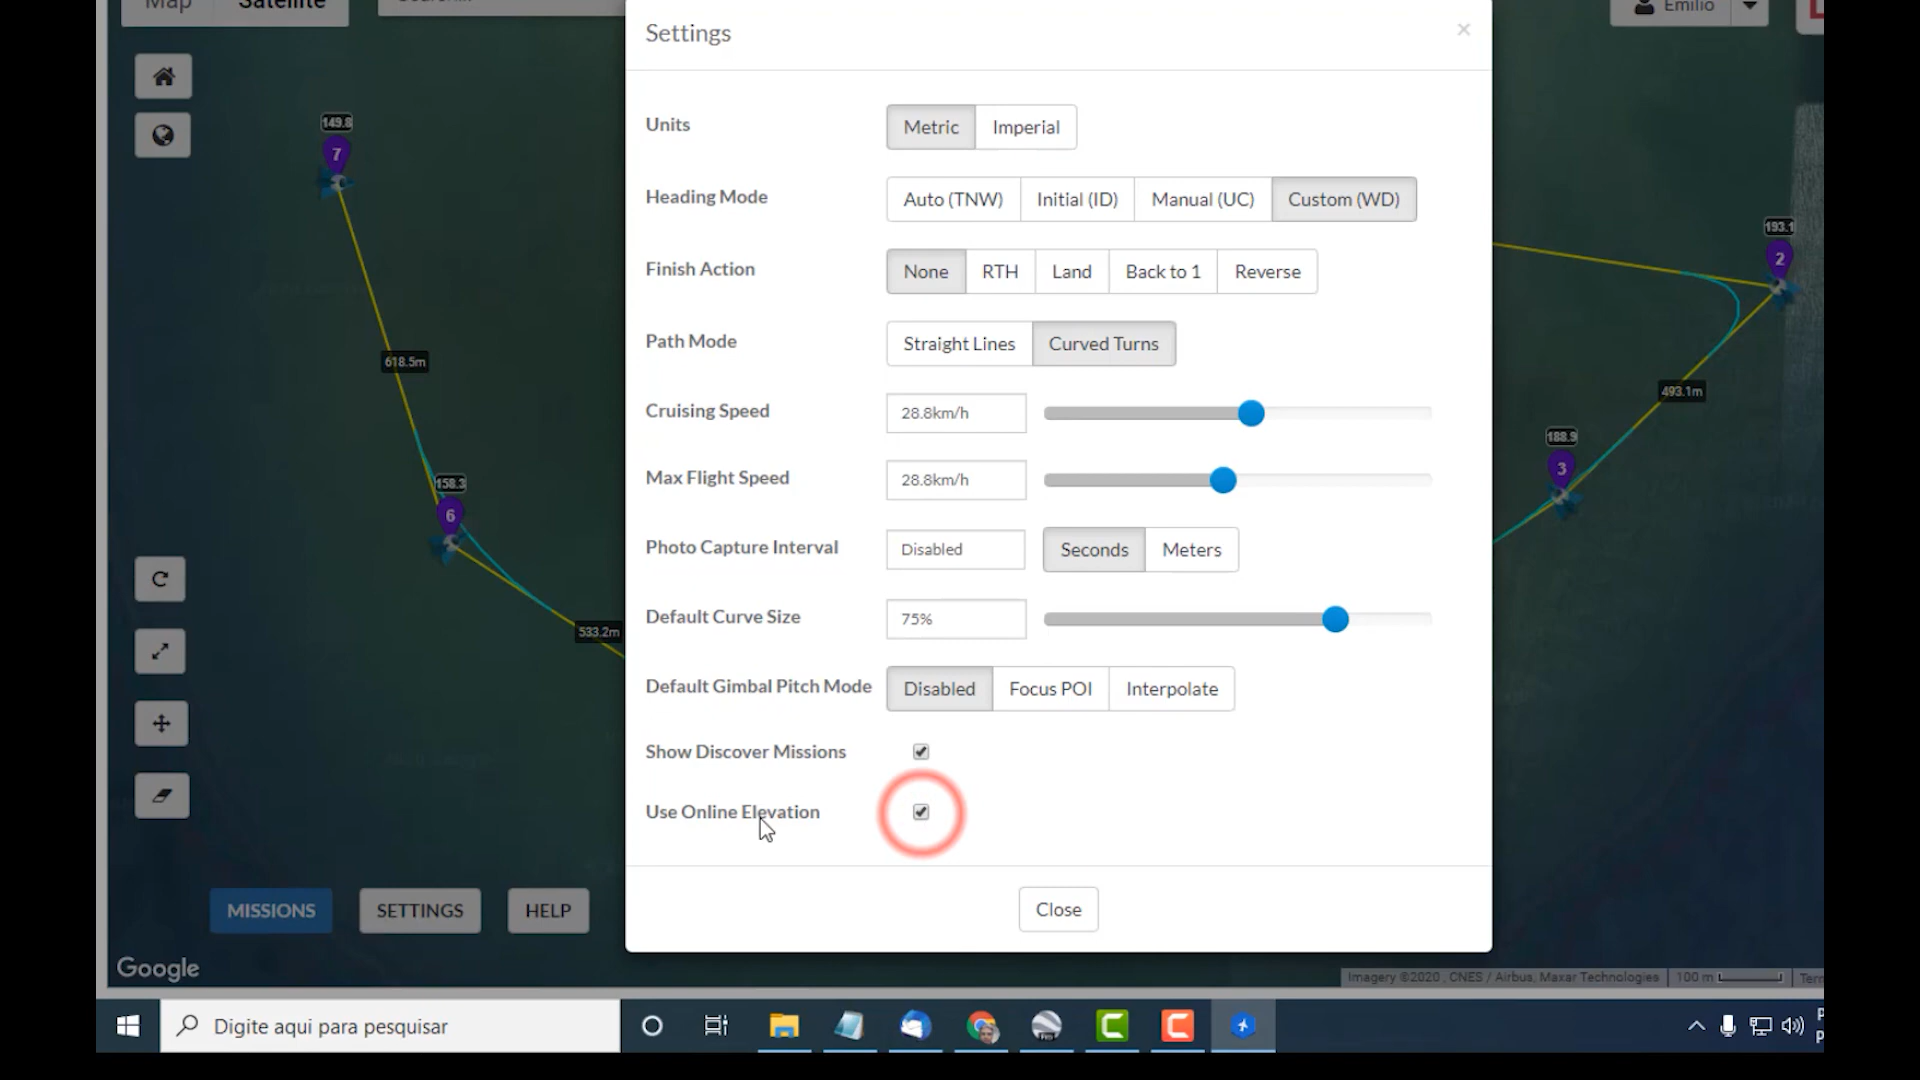 Map
Satellite
Emilio
Settings
×
Units
Metric
Imperial
Heading Mode
Auto (TNW)
Initial (ID)
Manual (UC)
Custom (WD)
Finish Action
None
RTH
Land
Back to 1
Reverse
Path Mode
Straight Lines
Curved Turns
Cruising Speed
28.8km/h
Max Flight Speed
28.8km/h
Photo Capture Interval
Disabled
Seconds
Meters
Default Curve Size
75%
Default Gimbal Pitch Mode
Disabled
Focus POI
Interpolate
Show Discover Missions
Use Online Elevation
Close
149.8
7
618.5m
158.3
6
533.2m
193.1
2
493.1m
188.9
3
MISSIONS
SETTINGS
HELP
Google
Imagery ©2020 , CNES / Airbus, Maxar Technologies
100 m
Digite aqui para pesquisar